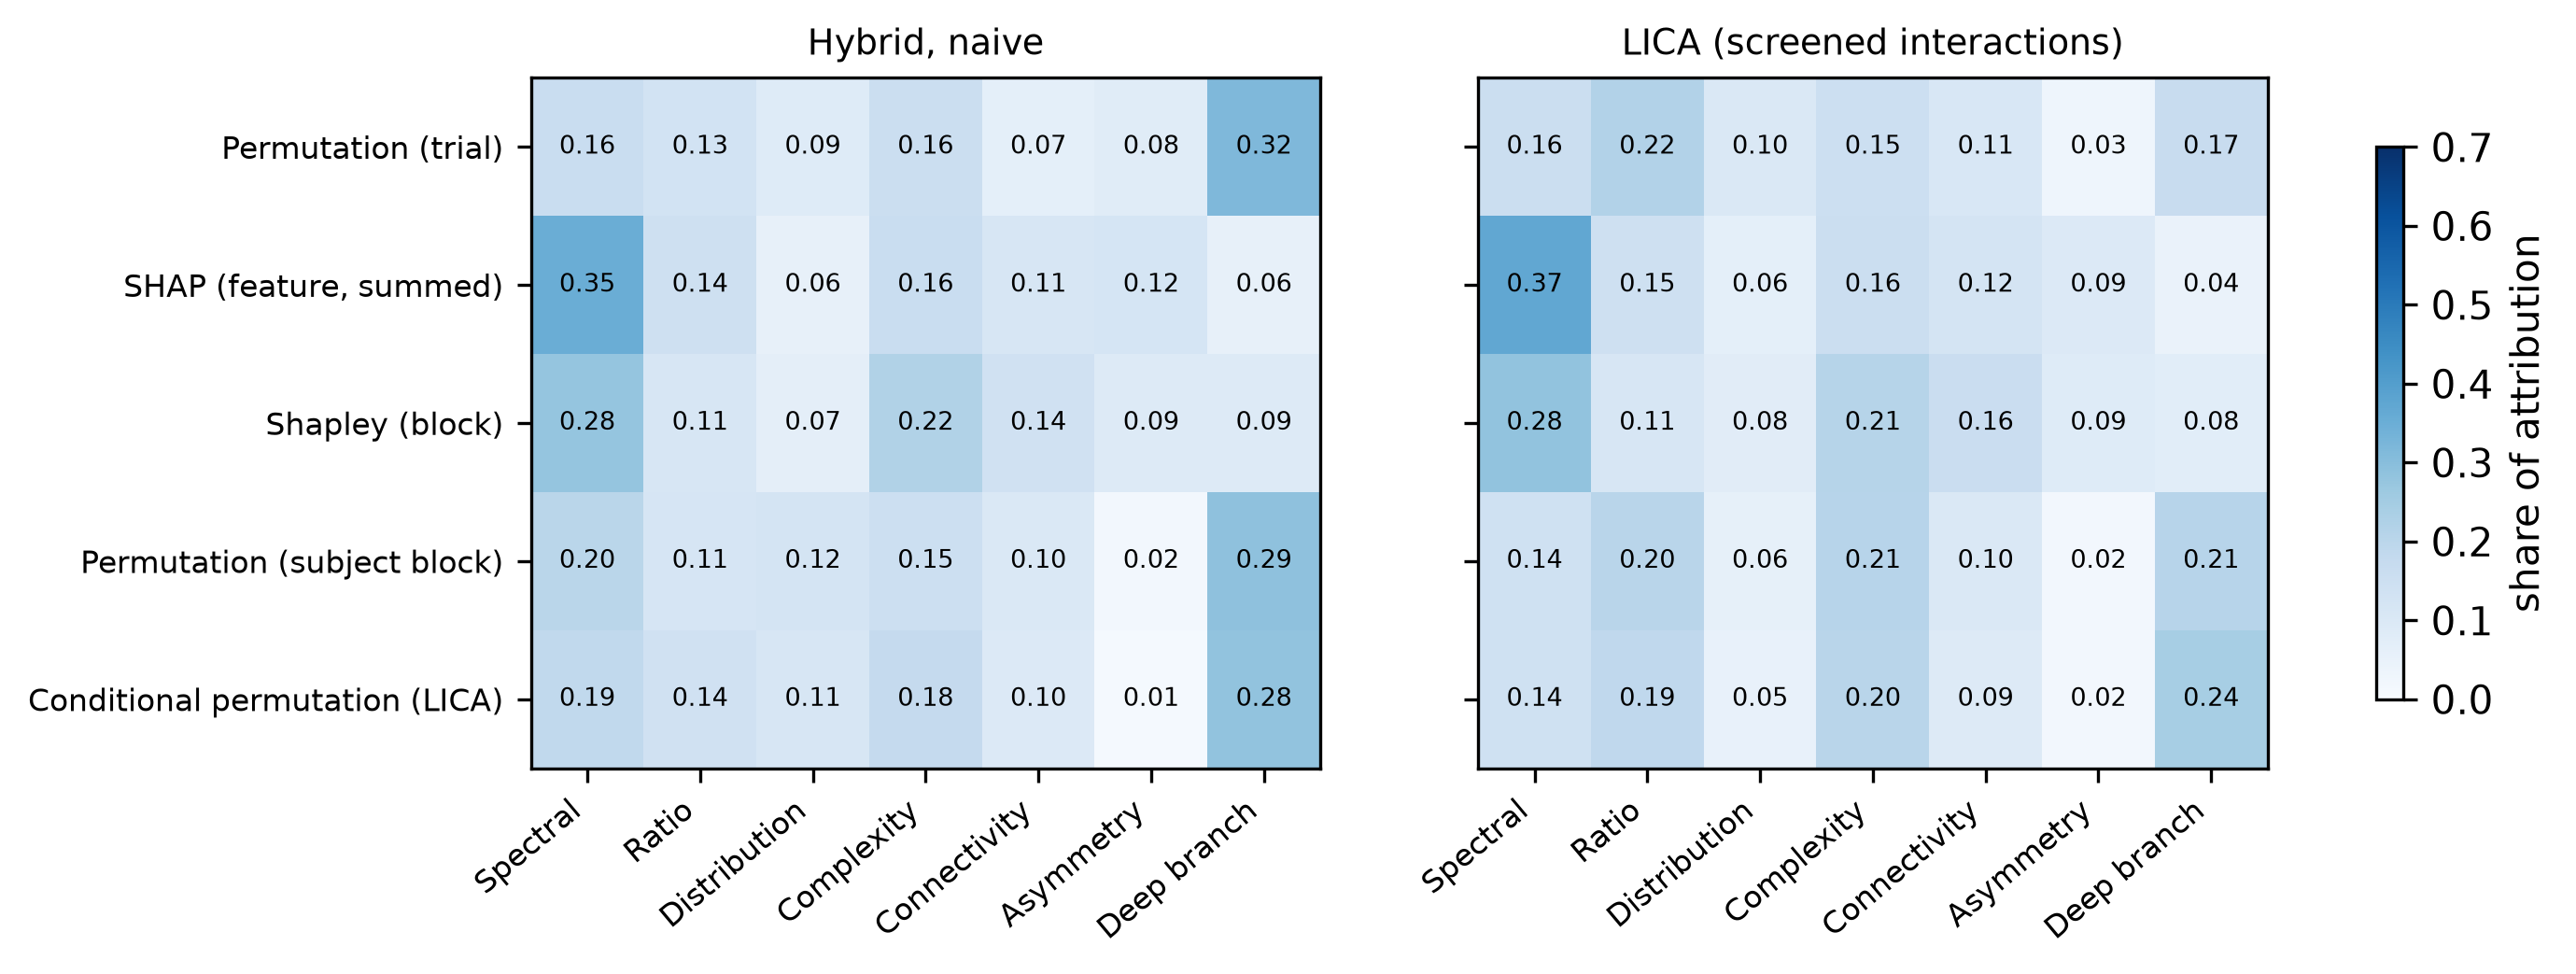 Hybrid, naive
LICA (screened interactions)
Permutation (trial)
0.16 0.13 0.09 0.16 0.07 0.08 0.32
0.16 0.22 0.10 0.15 0.11 0.03 0.17
SHAP (feature, summed)
0.35 0.14 0.06 0.16 0.11 0.12 0.06
0.37 0.15 0.06 0.16 0.12 0.09 0.04
Shapley (block)
0.28 0.11 0.07 0.22 0.14 0.09 0.09
0.28 0.11 0.08 0.21 0.16 0.09 0.08
Permutation (subject block)
0.20 0.11 0.12 0.15 0.10 0.02 0.29
0.14 0.20 0.06 0.21 0.10 0.02 0.21
Conditional permutation (LICA)
0.19 0.14 0.11 0.18 0.10 0.01 0.28
0.14 0.19 0.05 0.20 0.09 0.02 0.24
Spectral
Ratio
Distribution
Complexity
Connectivity
Asymmetry
Deep branch
Spectral
Ratio
Distribution
Complexity
Connectivity
Asymmetry
Deep branch
0.7
0.6
0.5
0.4
0.3
0.2
0.1
0.0
share of attribution